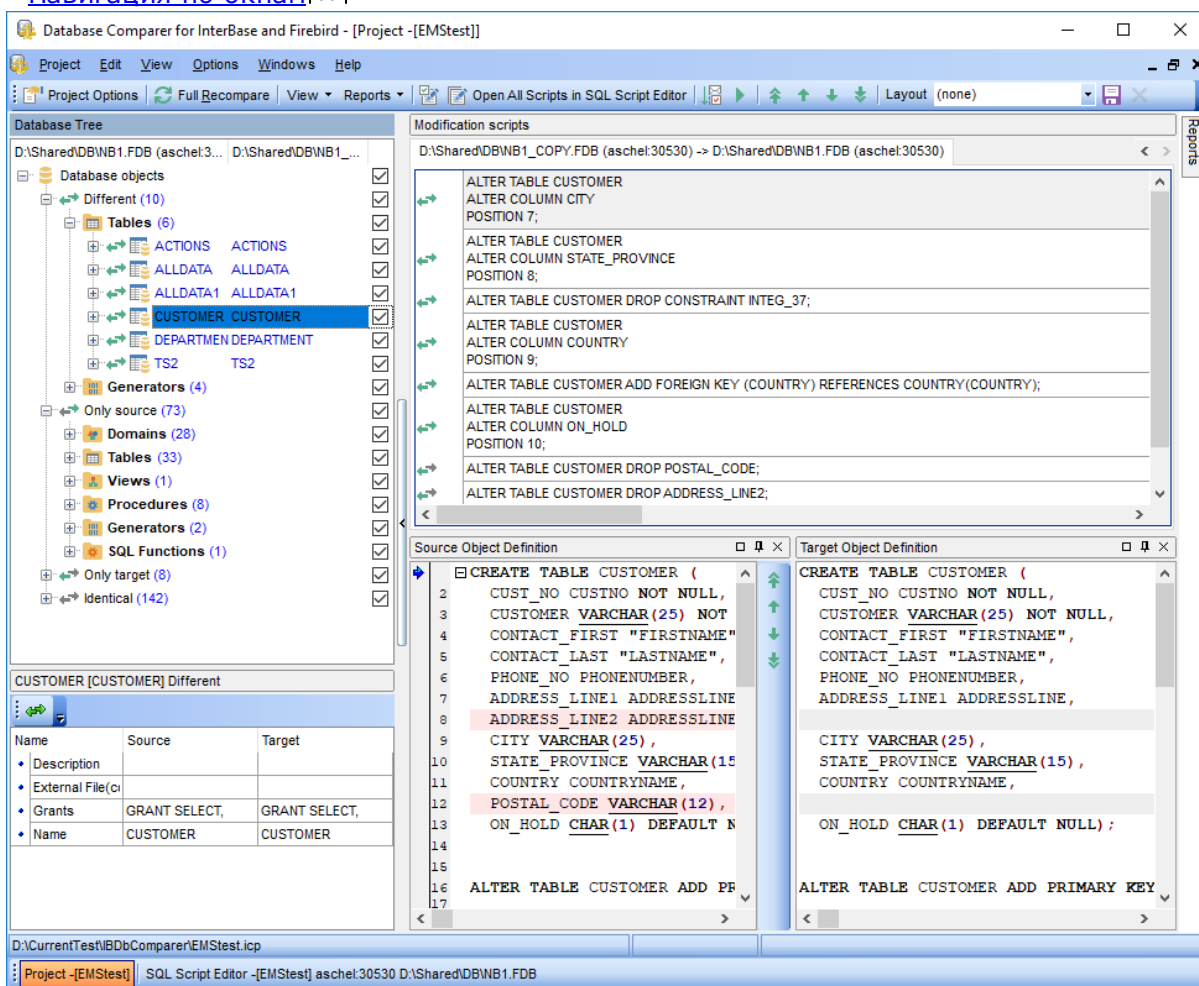 Навигация по окнам
Database Comparer for InterBase and Firebird - [Project -[EMStest]]
Project Edit View Options Windows Help
Project Options Full Recompare View Reports Open All Scripts in SQL Script Editor Layout (none)
Database Tree
D:\Shared\DB\NB1.FDB (aschel:3... D:\Shared\DB\NB1_...
Database objects
Different (10)
Tables (6)
ACTIONS ACTIONS
ALLDATA ALLDATA
ALLDATA1 ALLDATA1
CUSTOMER CUSTOMER
DEPARTMEN DEPARTMENT
TS2 TS2
Generators (4)
Only source (73)
Domains (28)
Tables (33)
Views (1)
Procedures (8)
Generators (2)
SQL Functions (1)
Only target (8)
Identical (142)
Modification scripts
D:\Shared\DB\NB1_COPY.FDB (aschel:30530) -> D:\Shared\DB\NB1.FDB (aschel:30530)
ALTER TABLE CUSTOMER
ALTER COLUMN CITY
POSITION 7;
ALTER TABLE CUSTOMER
ALTER COLUMN STATE_PROVINCE
POSITION 8;
ALTER TABLE CUSTOMER DROP CONSTRAINT INTEG_37;
ALTER TABLE CUSTOMER
ALTER COLUMN COUNTRY
POSITION 9;
ALTER TABLE CUSTOMER ADD FOREIGN KEY (COUNTRY) REFERENCES COUNTRY(COUNTRY);
ALTER TABLE CUSTOMER
ALTER COLUMN ON_HOLD
POSITION 10;
ALTER TABLE CUSTOMER DROP POSTAL_CODE;
ALTER TABLE CUSTOMER DROP ADDRESS_LINE2;
Reports
CUSTOMER [CUSTOMER] Different
Name Source Target
Description
External File(c
Grants GRANT SELECT, GRANT SELECT,
Name CUSTOMER CUSTOMER
Source Object Definition
CREATE TABLE CUSTOMER (
2 CUST_NO CUSTNO NOT NULL,
3 CUSTOMER VARCHAR(25) NOT
4 CONTACT_FIRST "FIRSTNAME"
5 CONTACT_LAST "LASTNAME",
6 PHONE_NO PHONENUMBER,
7 ADDRESS_LINE1 ADDRESSLINE
8 ADDRESS_LINE2 ADDRESSLINE
9 CITY VARCHAR(25),
10 STATE_PROVINCE VARCHAR(15
11 COUNTRY COUNTRYNAME,
12 POSTAL_CODE VARCHAR(12),
13 ON_HOLD CHAR(1) DEFAULT N
14
15
16 ALTER TABLE CUSTOMER ADD PR
17
Target Object Definition
CREATE TABLE CUSTOMER (
CUST_NO CUSTNO NOT NULL,
CUSTOMER VARCHAR(25) NOT NULL,
CONTACT_FIRST "FIRSTNAME",
CONTACT_LAST "LASTNAME",
PHONE_NO PHONENUMBER,
ADDRESS_LINE1 ADDRESSLINE,
CITY VARCHAR(25),
STATE_PROVINCE VARCHAR(15),
COUNTRY COUNTRYNAME,
ON_HOLD CHAR(1) DEFAULT NULL);
ALTER TABLE CUSTOMER ADD PRIMARY KEY
D:\CurrentTest\IBDbComparer\EMStest.icp
Project -[EMStest] SQL Script Editor -[EMStest] aschel:30530 D:\Shared\DB\NB1.FDB